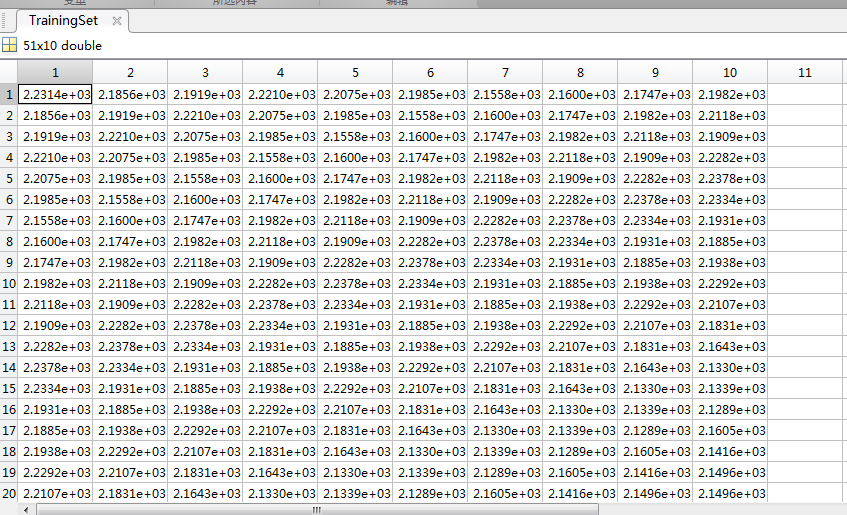 变量 所选内容 编辑
TrainingSet
51x10 double
1 2 3 4 5 6 7 8 9 10 11
1 2.2314e+03 2.1856e+03 2.1919e+03 2.2210e+03 2.2075e+03 2.1985e+03 2.1558e+03 2.1600e+03 2.1747e+03 2.1982e+03
2 2.1856e+03 2.1919e+03 2.2210e+03 2.2075e+03 2.1985e+03 2.1558e+03 2.1600e+03 2.1747e+03 2.1982e+03 2.2118e+03
3 2.1919e+03 2.2210e+03 2.2075e+03 2.1985e+03 2.1558e+03 2.1600e+03 2.1747e+03 2.1982e+03 2.2118e+03 2.1909e+03
4 2.2210e+03 2.2075e+03 2.1985e+03 2.1558e+03 2.1600e+03 2.1747e+03 2.1982e+03 2.2118e+03 2.1909e+03 2.2282e+03
5 2.2075e+03 2.1985e+03 2.1558e+03 2.1600e+03 2.1747e+03 2.1982e+03 2.2118e+03 2.1909e+03 2.2282e+03 2.2378e+03
6 2.1985e+03 2.1558e+03 2.1600e+03 2.1747e+03 2.1982e+03 2.2118e+03 2.1909e+03 2.2282e+03 2.2378e+03 2.2334e+03
7 2.1558e+03 2.1600e+03 2.1747e+03 2.1982e+03 2.2118e+03 2.1909e+03 2.2282e+03 2.2378e+03 2.2334e+03 2.1931e+03
8 2.1600e+03 2.1747e+03 2.1982e+03 2.2118e+03 2.1909e+03 2.2282e+03 2.2378e+03 2.2334e+03 2.1931e+03 2.1885e+03
9 2.1747e+03 2.1982e+03 2.2118e+03 2.1909e+03 2.2282e+03 2.2378e+03 2.2334e+03 2.1931e+03 2.1885e+03 2.1938e+03
10 2.1982e+03 2.2118e+03 2.1909e+03 2.2282e+03 2.2378e+03 2.2334e+03 2.1931e+03 2.1885e+03 2.1938e+03 2.2292e+03
11 2.2118e+03 2.1909e+03 2.2282e+03 2.2378e+03 2.2334e+03 2.1931e+03 2.1885e+03 2.1938e+03 2.2292e+03 2.2107e+03
12 2.1909e+03 2.2282e+03 2.2378e+03 2.2334e+03 2.1931e+03 2.1885e+03 2.1938e+03 2.2292e+03 2.2107e+03 2.1831e+03
13 2.2282e+03 2.2378e+03 2.2334e+03 2.1931e+03 2.1885e+03 2.1938e+03 2.2292e+03 2.2107e+03 2.1831e+03 2.1643e+03
14 2.2378e+03 2.2334e+03 2.1931e+03 2.1885e+03 2.1938e+03 2.2292e+03 2.2107e+03 2.1831e+03 2.1643e+03 2.1330e+03
15 2.2334e+03 2.1931e+03 2.1885e+03 2.1938e+03 2.2292e+03 2.2107e+03 2.1831e+03 2.1643e+03 2.1330e+03 2.1339e+03
16 2.1931e+03 2.1885e+03 2.1938e+03 2.2292e+03 2.2107e+03 2.1831e+03 2.1643e+03 2.1330e+03 2.1339e+03 2.1289e+03
17 2.1885e+03 2.1938e+03 2.2292e+03 2.2107e+03 2.1831e+03 2.1643e+03 2.1330e+03 2.1339e+03 2.1289e+03 2.1605e+03
18 2.1938e+03 2.2292e+03 2.2107e+03 2.1831e+03 2.1643e+03 2.1330e+03 2.1339e+03 2.1289e+03 2.1605e+03 2.1416e+03
19 2.2292e+03 2.2107e+03 2.1831e+03 2.1643e+03 2.1330e+03 2.1339e+03 2.1289e+03 2.1605e+03 2.1416e+03 2.1496e+03
20 2.2107e+03 2.1831e+03 2.1643e+03 2.1330e+03 2.1339e+03 2.1289e+03 2.1605e+03 2.1416e+03 2.1496e+03 2.1496e+03